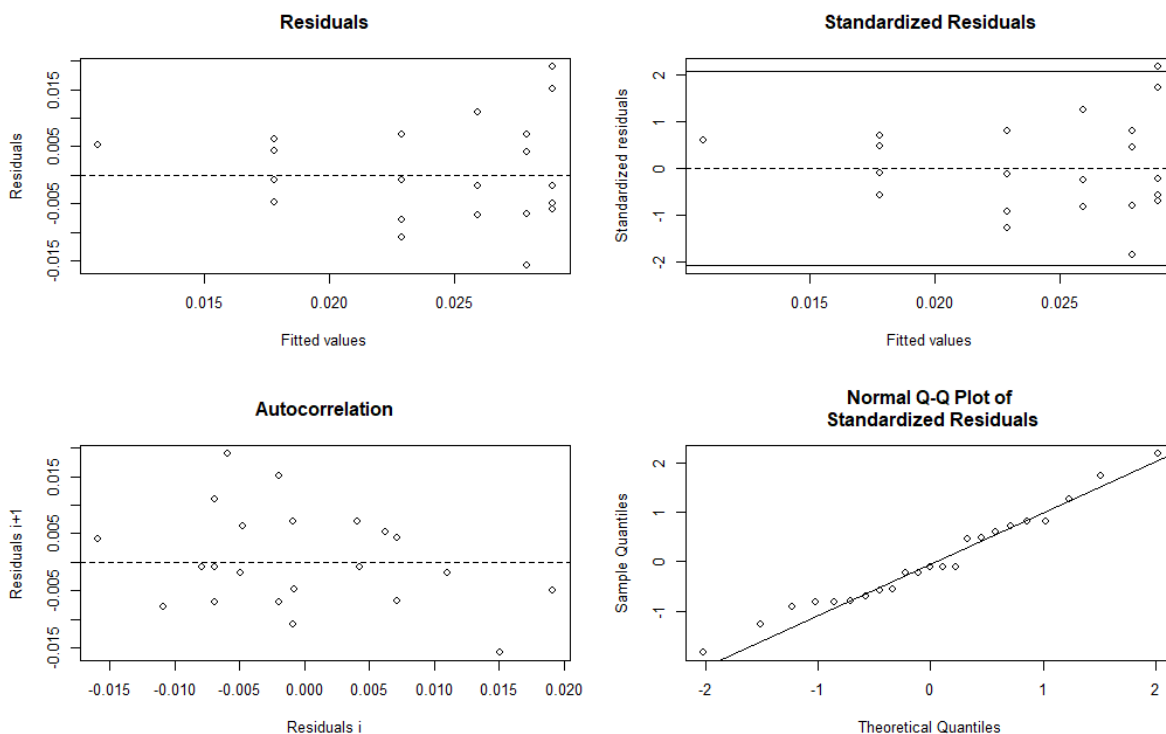 Residuals
Residuals
0.015
0.005
-0.005
-0.015
0.015
0.020
0.025
Fitted values
Standardized Residuals
Standardized residuals
2
1
0
-1
-2
0.015
0.020
0.025
Fitted values
Autocorrelation
Residuals i+1
0.015
0.005
-0.005
-0.015
-0.015
-0.010
-0.005
0.000
0.005
0.010
0.015
0.020
Residuals i
Normal Q-Q Plot of
Standardized Residuals
Sample Quantiles
2
1
0
-1
-2
-1
0
1
2
Theoretical Quantiles